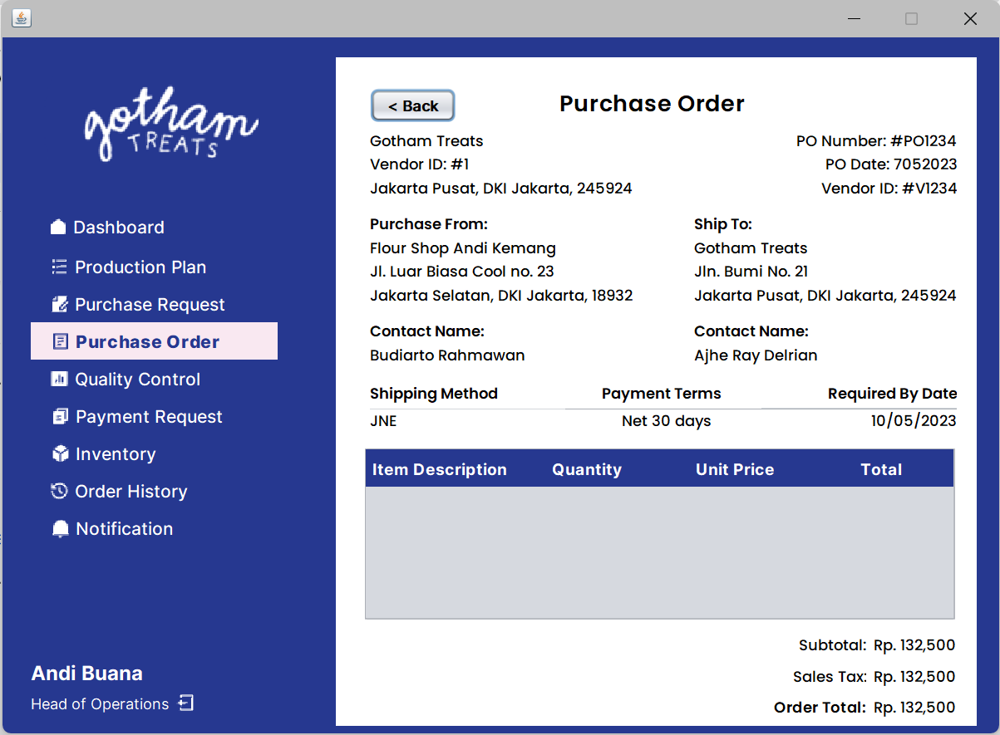 gotham
TREATS
Dashboard
Production Plan
Purchase Request
Purchase Order
Quality Control
Payment Request
Inventory
Order History
Notification
Andi Buana
Head of Operations
< Back
Purchase Order
Gotham Treats
Vendor ID: #1
Jakarta Pusat, DKI Jakarta, 245924
PO Number: #PO1234
PO Date: 7052023
Vendor ID: #V1234
Purchase From:
Flour Shop Andi Kemang
Jl. Luar Biasa Cool no. 23
Jakarta Selatan, DKI Jakarta, 18932
Ship To:
Gotham Treats
Jln. Bumi No. 21
Jakarta Pusat, DKI Jakarta, 245924
Contact Name:
Budiarto Rahmawan
Contact Name:
Ajhe Ray Delrian
Shipping Method Payment Terms Required By Date
JNE Net 30 days 10/05/2023
Item Description Quantity Unit Price Total
Subtotal: Rp. 132,500
Sales Tax: Rp. 132,500
Order Total: Rp. 132,500